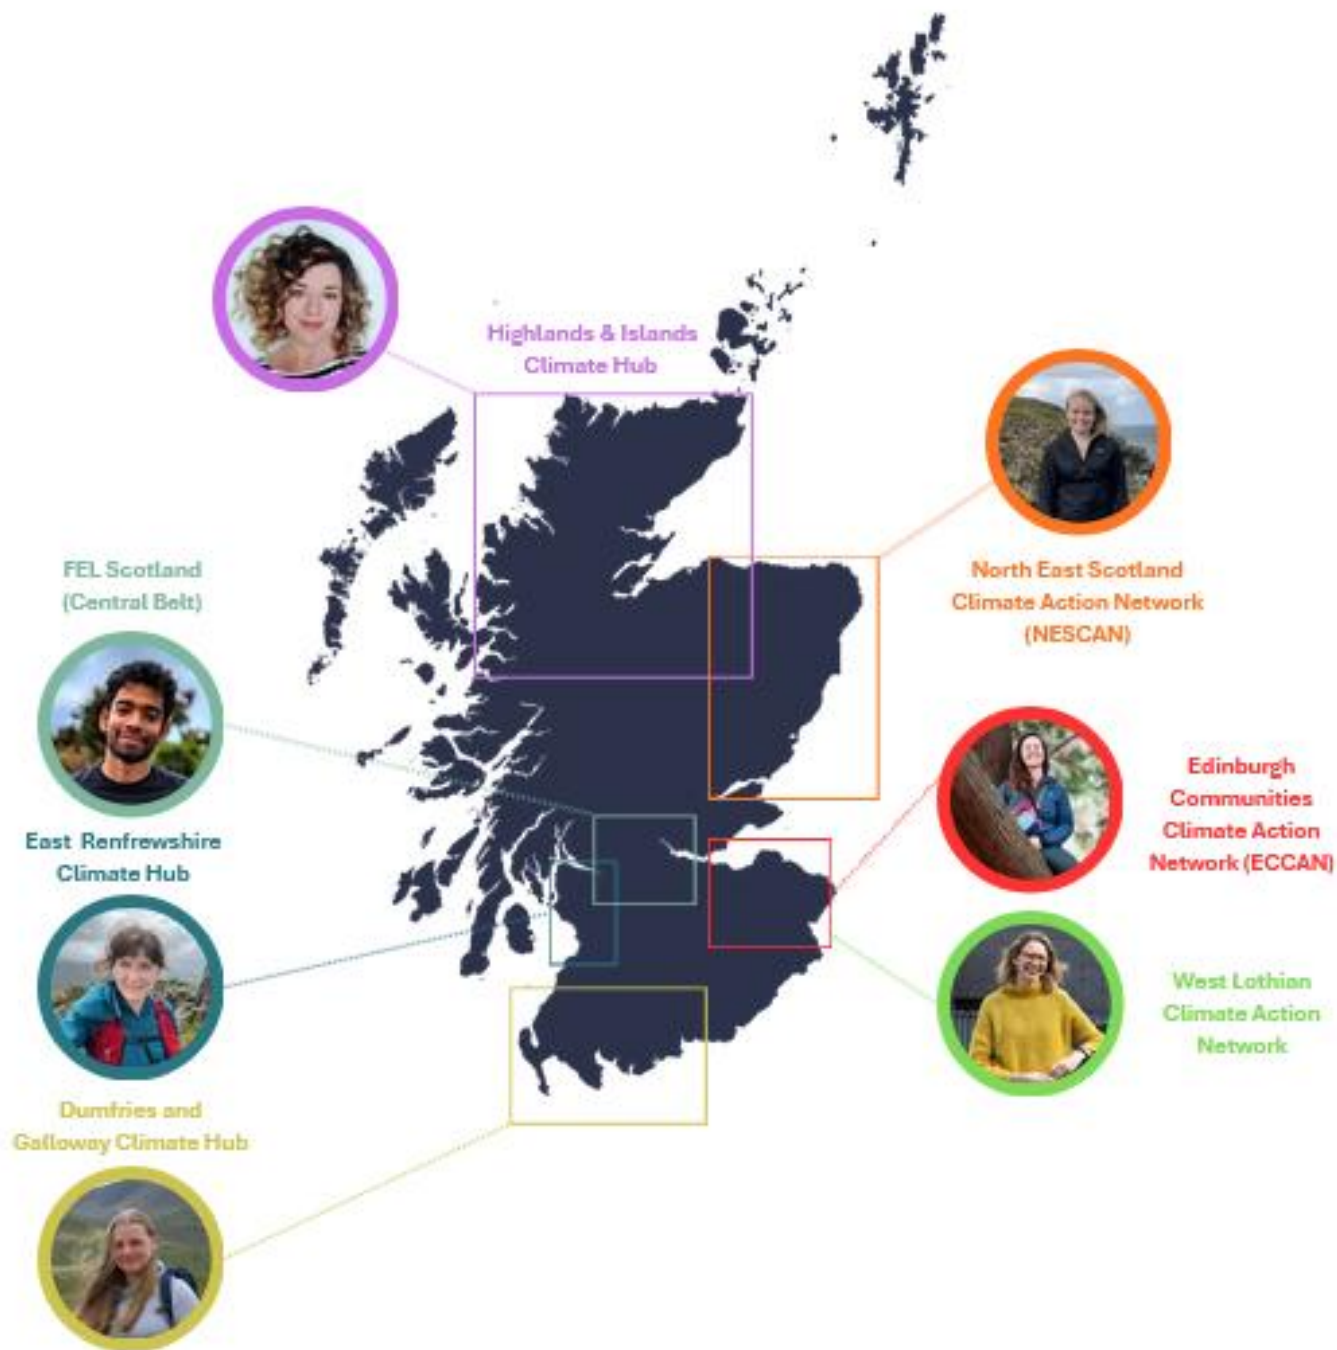 Highlands & Islands
Climate Hub
North East Scotland
Climate Action Network
(NESCAN)
FEL Scotland
(Central Belt)
Edinburgh
Communities
Climate Action
Network (ECCAN)
East Renfrewshire
Climate Hub
West Lothian
Climate Action
Network
Dumfries and
Galloway Climate Hub